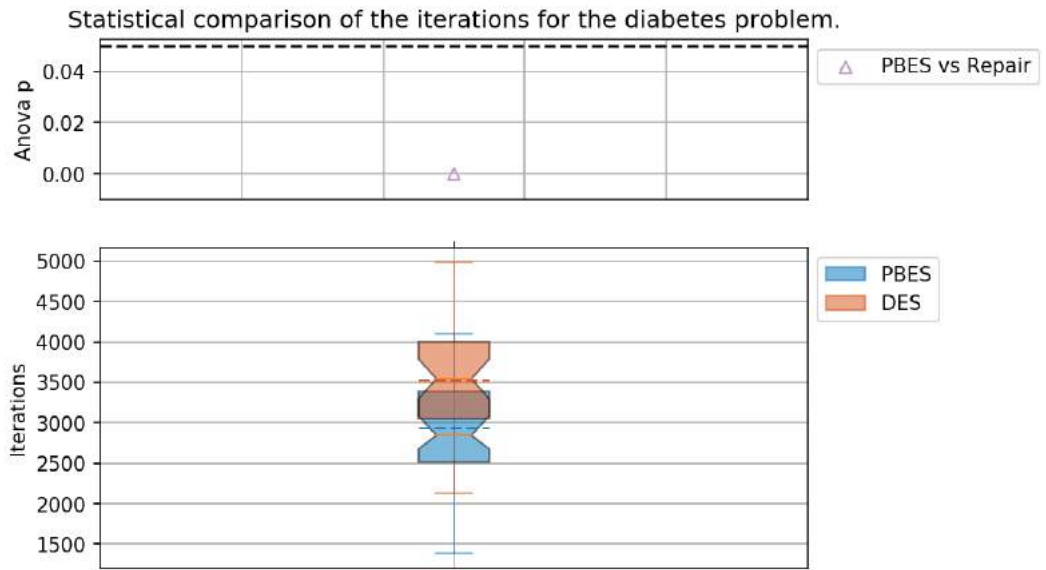 Statistical comparison of the iterations for the diabetes problem.
Anova p
0.04
0.02
0.00
PBES vs Repair
Iterations
5000
4500
4000
3500
3000
2500
2000
1500
PBES
DES